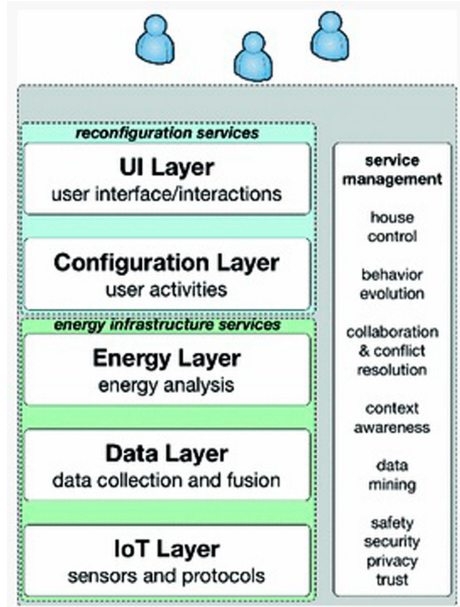 reconfiguration services
UI Layer
user interface/interactions
Configuration Layer
user activities
energy infrastructure services
Energy Layer
energy analysis
Data Layer
data collection and fusion
IoT Layer
sensors and protocols
service
management
house
control
behavior
evolution
collaboration
& conflict
resolution
context
awareness
data
mining
safety
security
privacy
trust